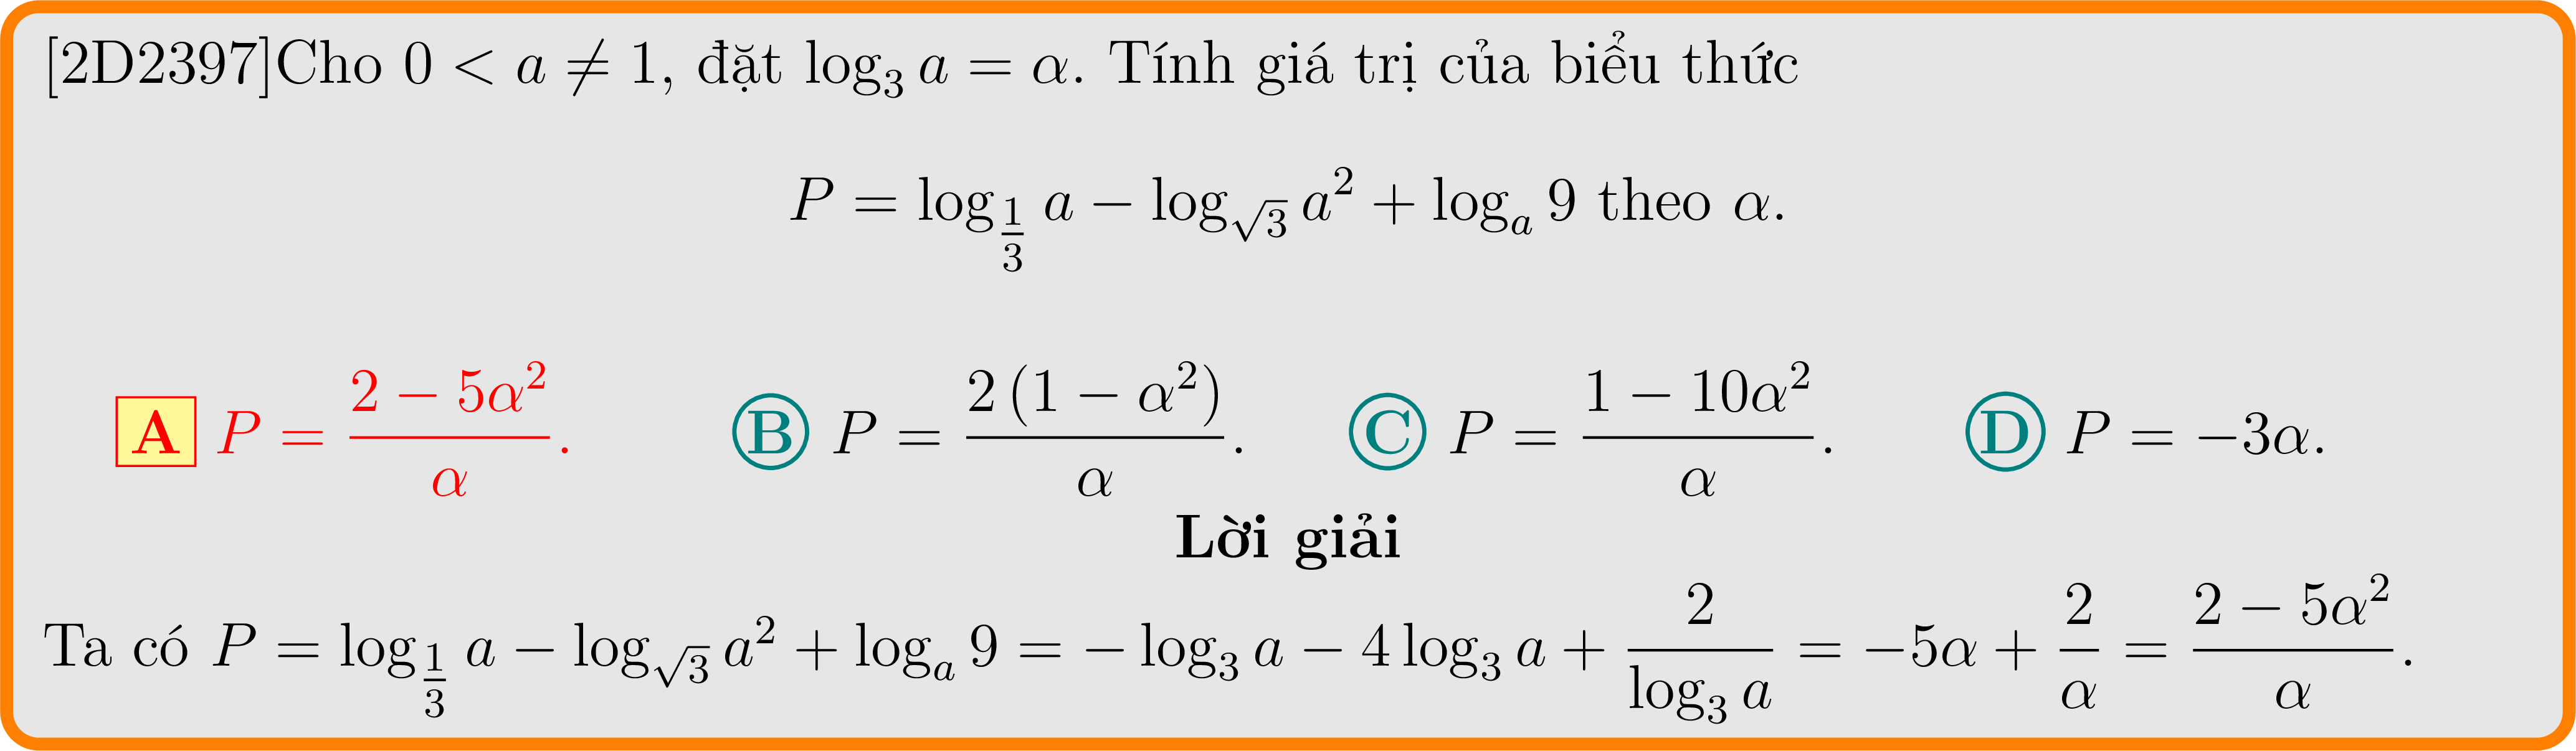 [2D2397]Cho $0 < a \neq 1$, đặt $\log_3 a = \alpha$. Tính giá trị của biểu thức
$P = \log_{\frac{1}{3}} a - \log_{\sqrt{3}} a^2 + \log_a 9$ theo $\alpha$.
A $P = \frac{2 - 5\alpha^2}{\alpha}$. B $P = \frac{2\left(1 - \alpha^2\right)}{\alpha}$. C $P = \frac{1 - 10\alpha^2}{\alpha}$. D $P = -3\alpha$.
Lời giải
Ta có $P = \log_{\frac{1}{3}} a - \log_{\sqrt{3}} a^2 + \log_a 9 = -\log_3 a - 4\log_3 a + \frac{2}{\log_3 a} = -5\alpha + \frac{2}{\alpha} = \frac{2 - 5\alpha^2}{\alpha}$.